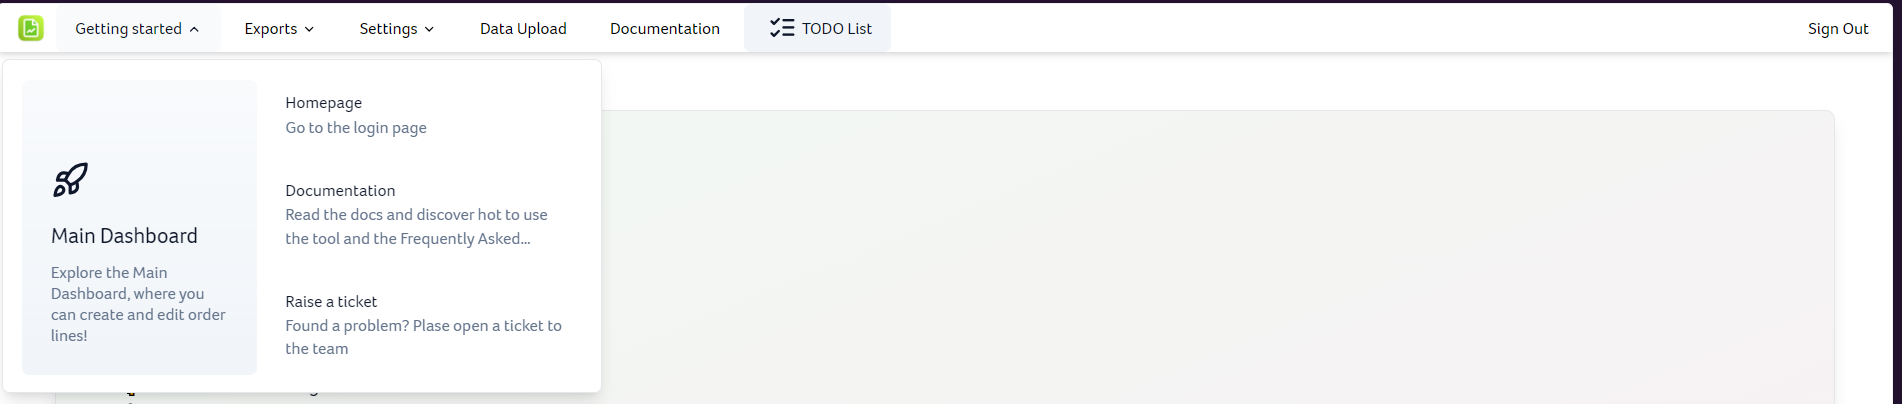 Getting started
Exports
Settings
Data Upload
Documentation
TODO List
Sign Out
Main Dashboard
Explore the Main
Dashboard, where you
can create and edit order
lines!
Homepage
Go to the login page
Documentation
Read the docs and discover hot to use
the tool and the Frequently Asked...
Raise a ticket
Found a problem? Plase open a ticket to
the team